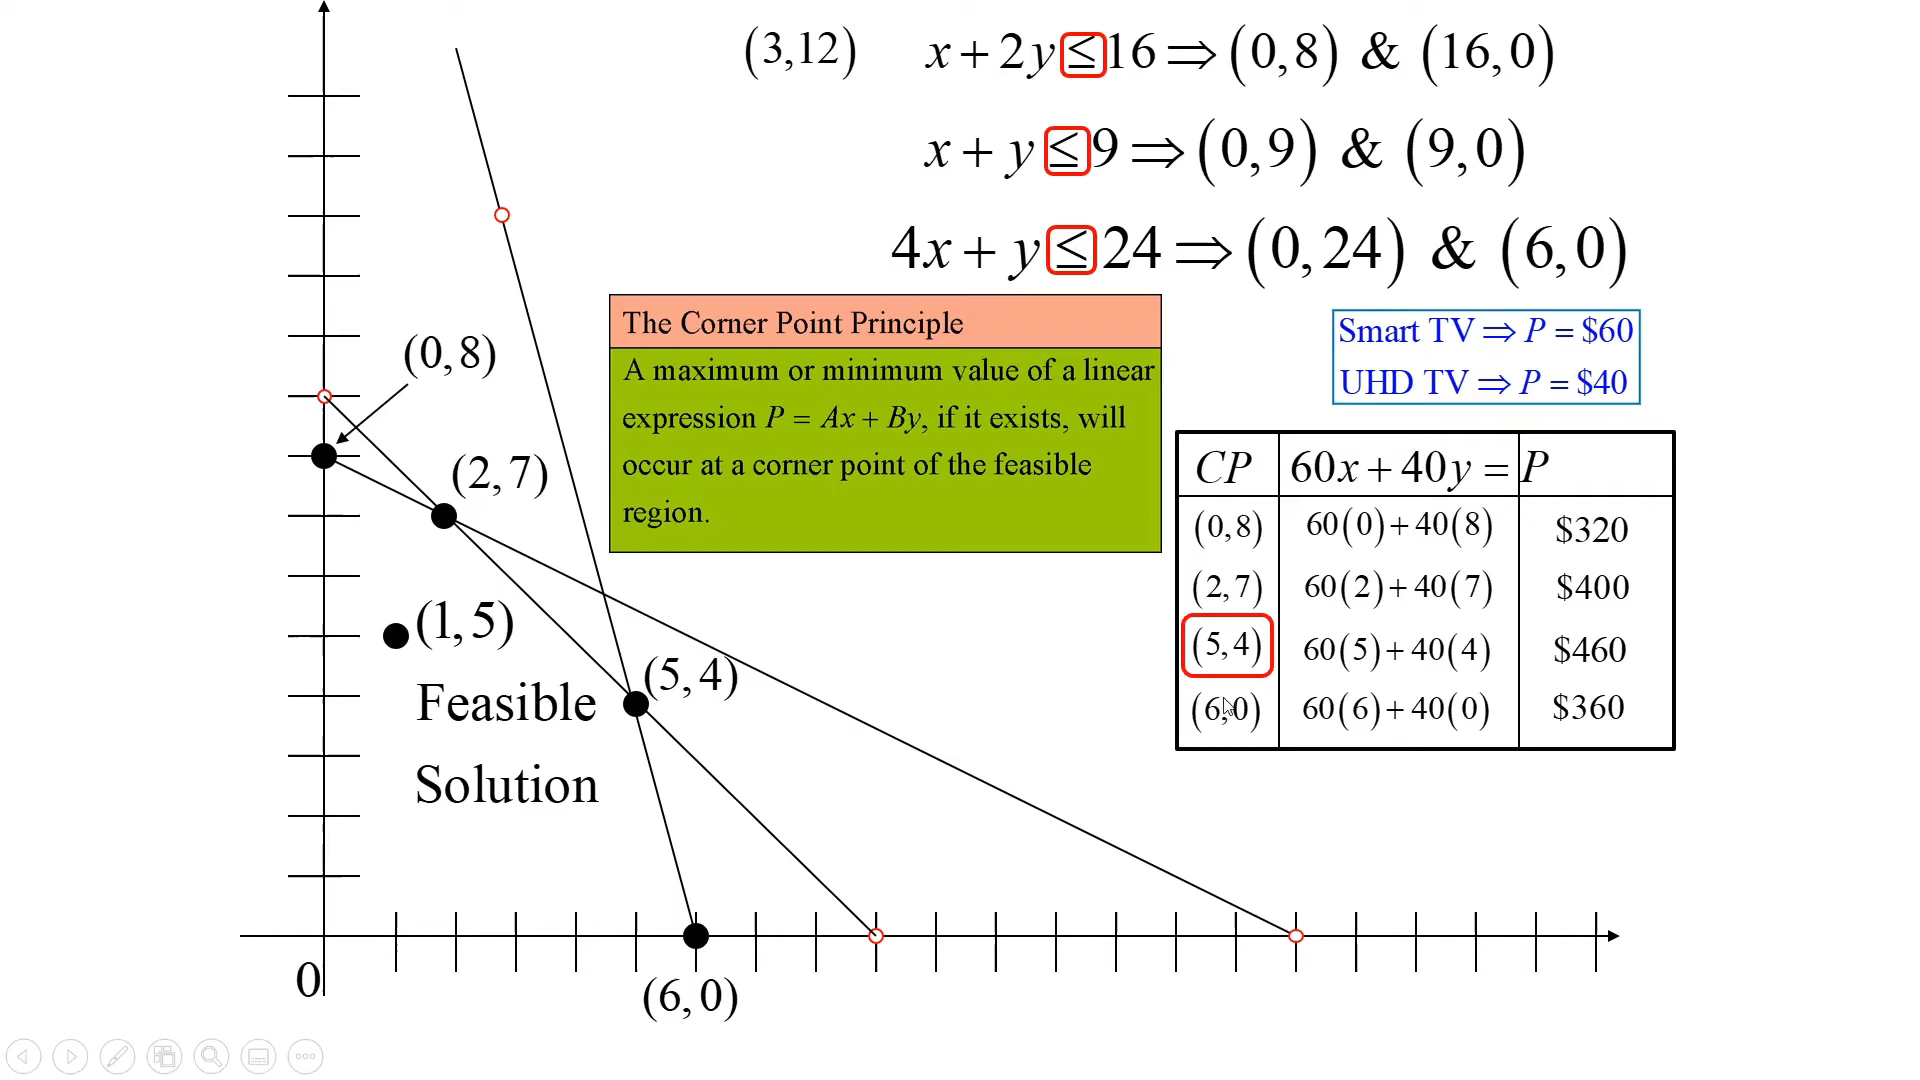 (3,12)
x + 2y ≤ 16 ⇒ (0,8) & (16,0)
x + y ≤ 9 ⇒ (0,9) & (9,0)
4x + y ≤ 24 ⇒ (0,24) & (6,0)
The Corner Point Principle
A maximum or minimum value of a linear
expression P = Ax + By, if it exists, will
occur at a corner point of the feasible
region.
Smart TV ⇒ P = $60
UHD TV ⇒ P = $40
CP 60x + 40y = P
(0,8) 60(0)+40(8) $320
(2,7) 60(2)+40(7) $400
(5,4) 60(5)+40(4) $460
(6,0) 60(6)+40(0) $360
(0,8)
(2,7)
(1,5)
(5,4)
Feasible
Solution
0
(6,0)